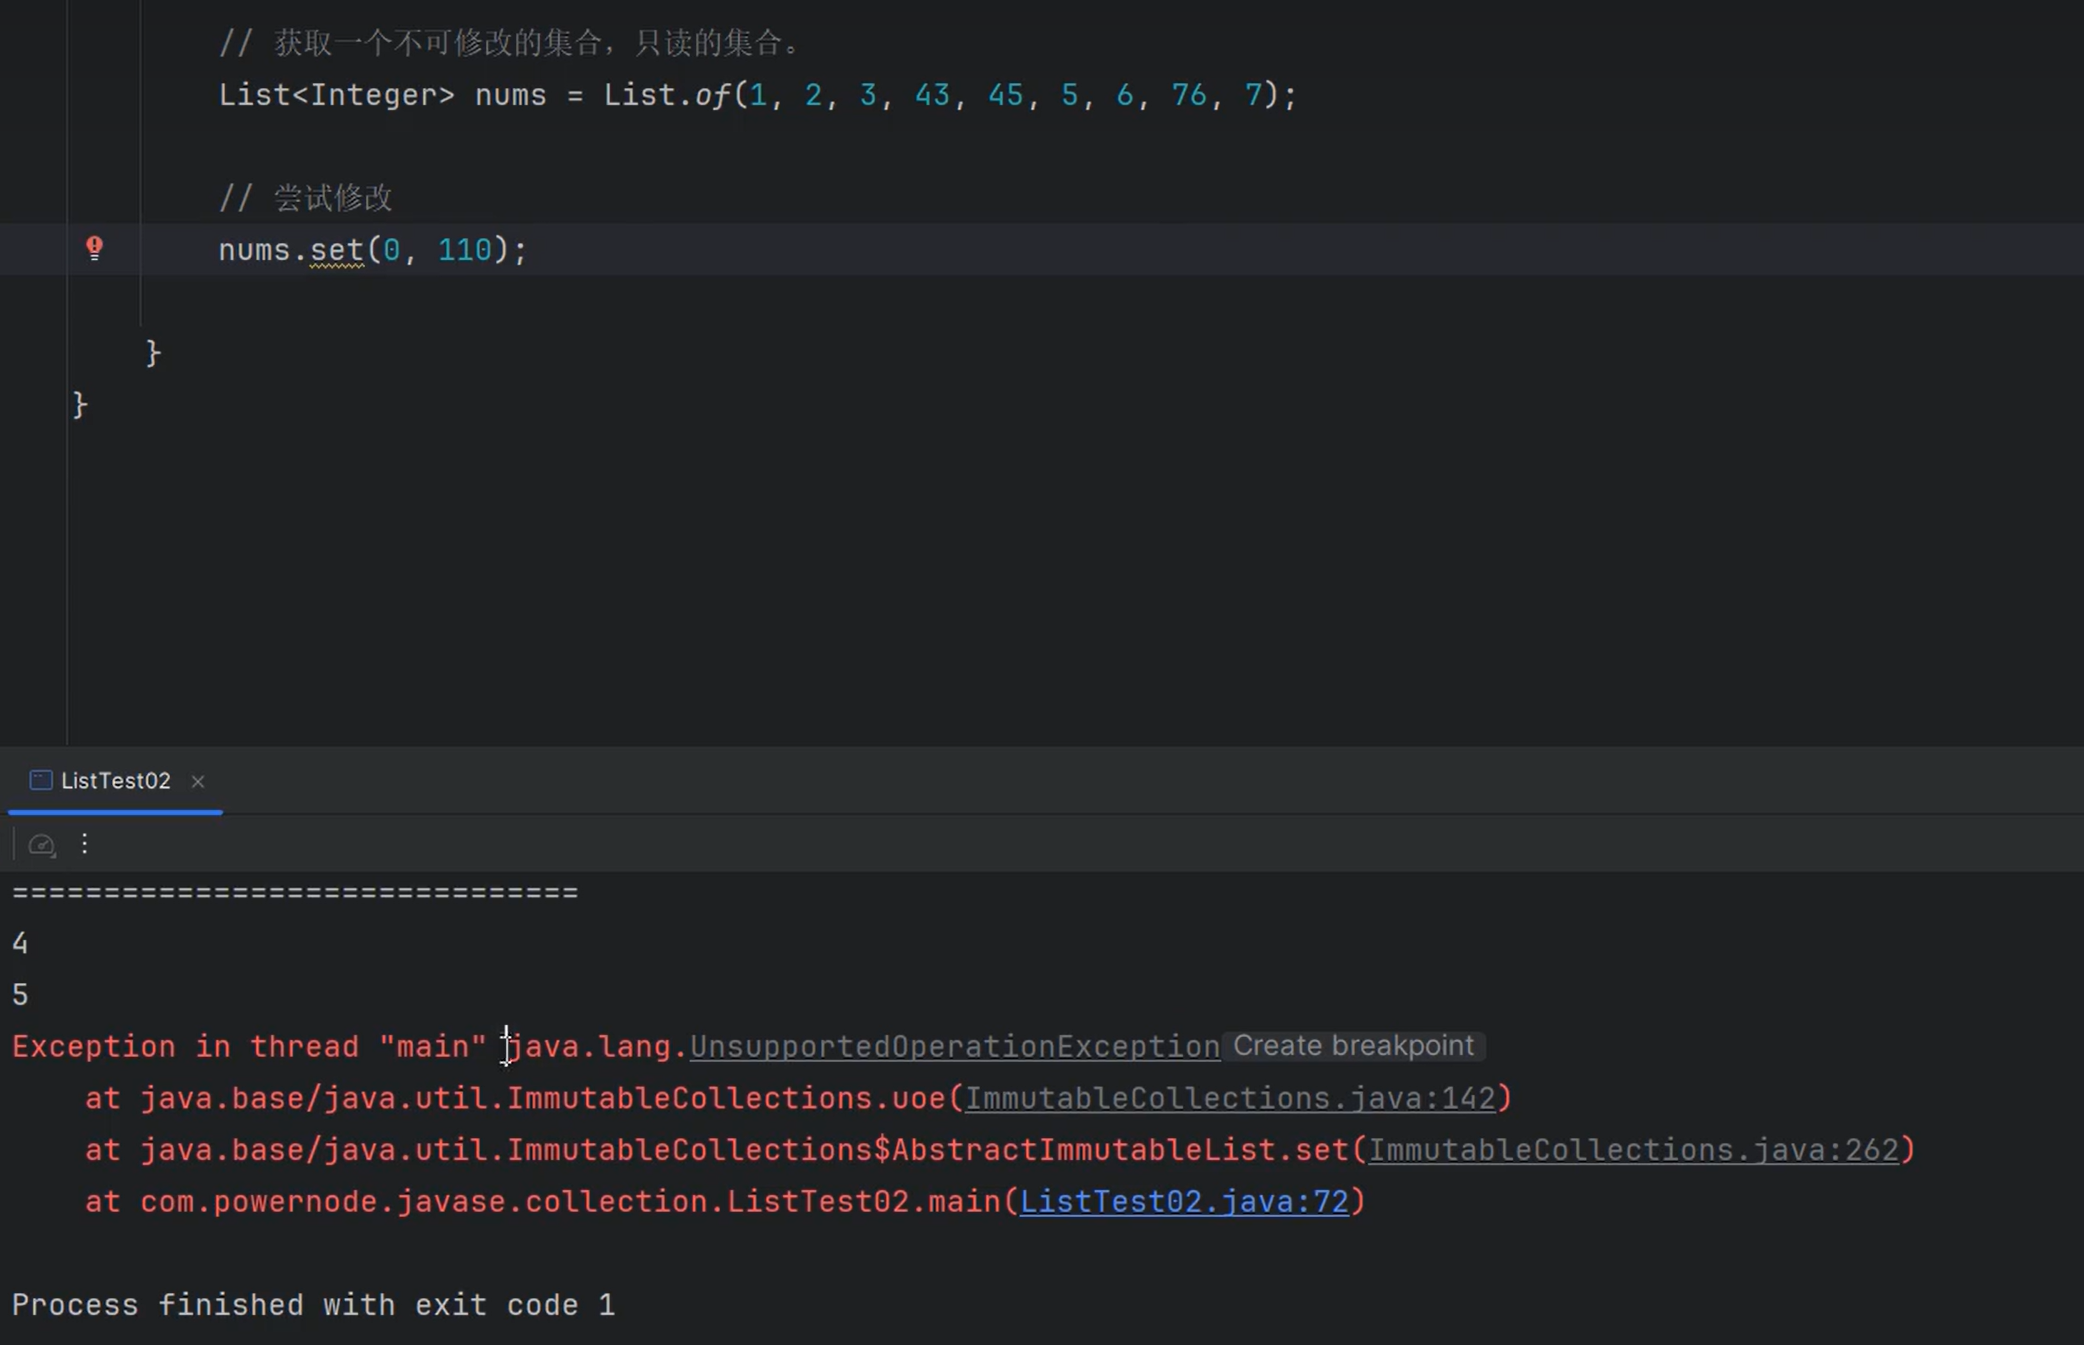 // 获取一个不可修改的集合，只读的集合。
List<Integer> nums = List.of(1, 2, 3, 43, 45, 5, 6, 76, 7);
// 尝试修改
nums.set(0, 110);
}
}
ListTest02
===============================
4
5
Exception in thread "main" java.lang.UnsupportedOperationException Create breakpoint
at java.base/java.util.ImmutableCollections.uoe(ImmutableCollections.java:142)
at java.base/java.util.ImmutableCollections$AbstractImmutableList.set(ImmutableCollections.java:262)
at com.powernode.javase.collection.ListTest02.main(ListTest02.java:72)
Process finished with exit code 1